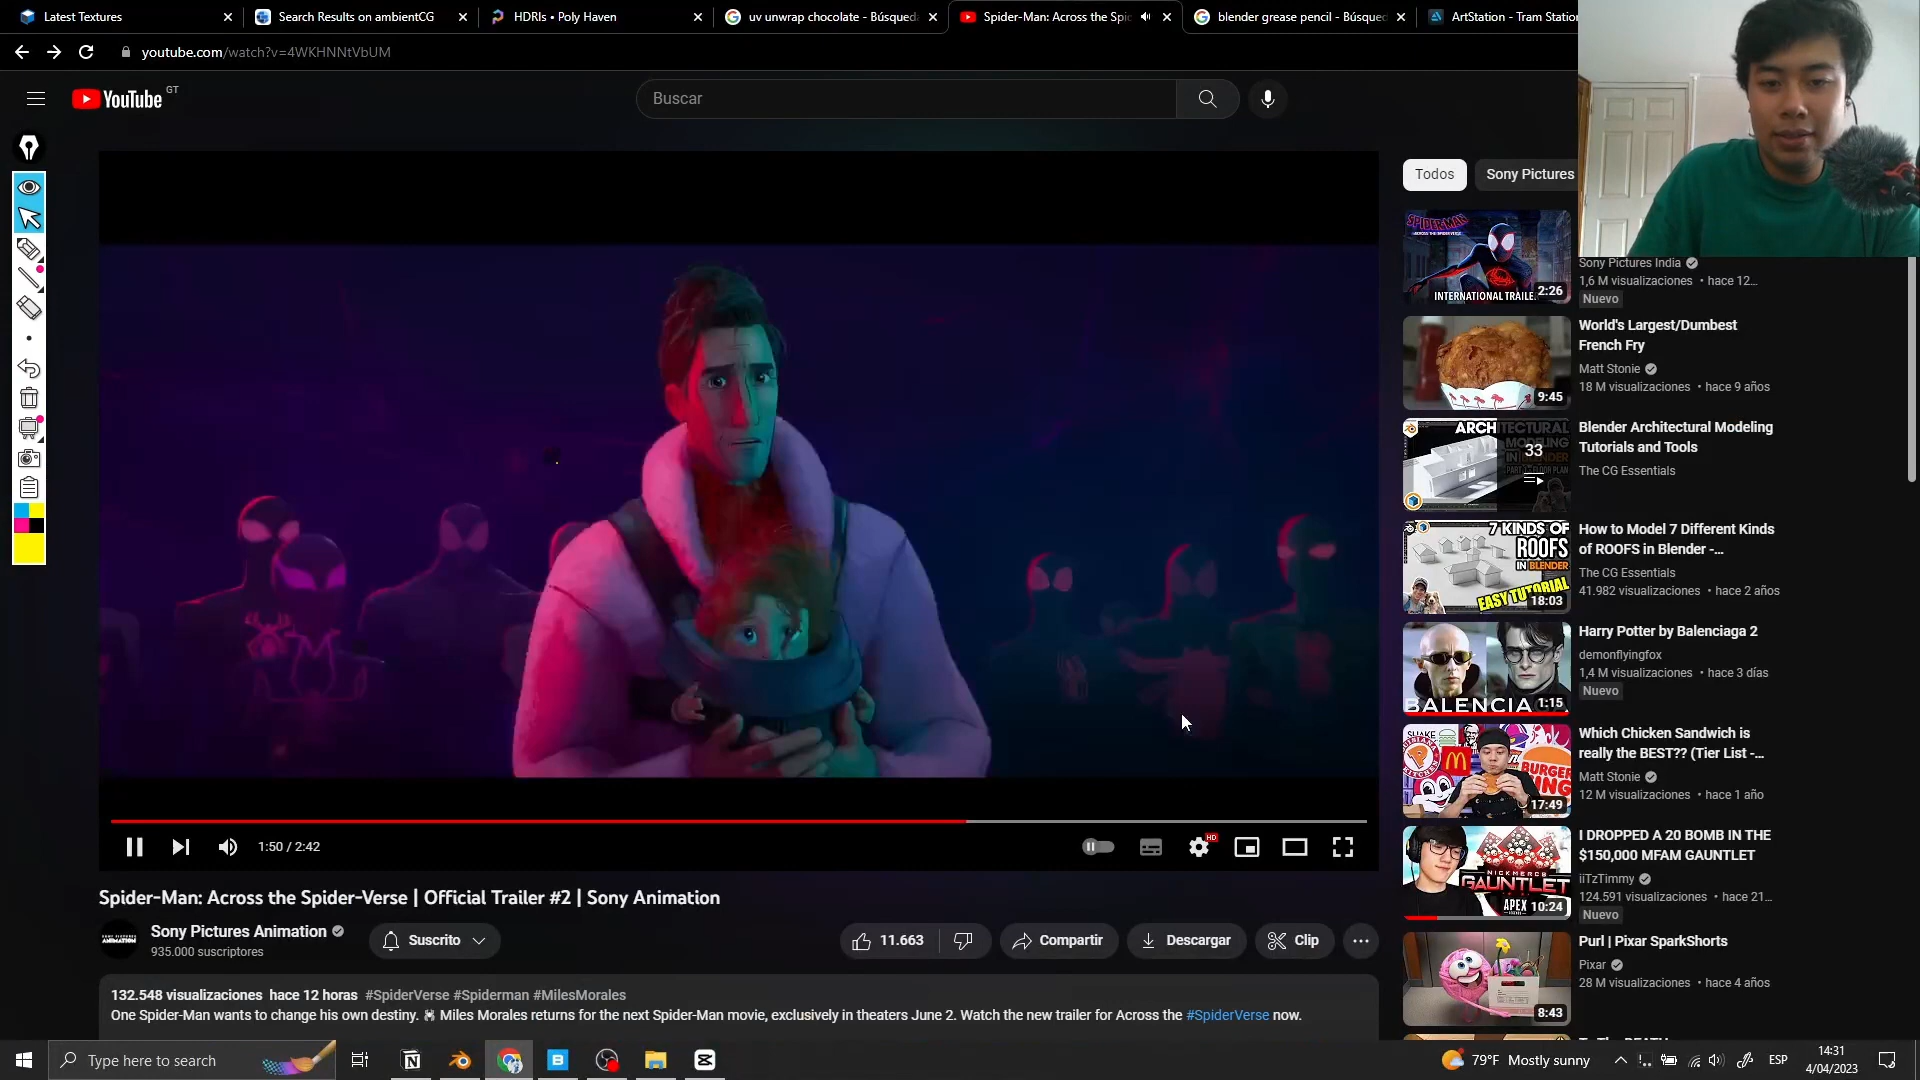 Latest Textures
Search Results on ambientCG
HDRIs • Poly Haven
uv unwrap chocolate - Búsqued
Spider-Man: Across the Spid
blender grease pencil - Búsqued
ArtStation - Tram Station
youtube.com/watch?v=4WKHNNtVbUM
YouTube GT
Buscar
Todos
Sony Pictures
SPIDER-MAN
INTERNATIONAL TRAILE
2:26
Sony Pictures India
1,6 M visualizaciones • hace 12...
Nuevo
World's Largest/Dumbest
French Fry
Matt Stonie
18 M visualizaciones • hace 9 años
9:45
ARCHITECTURAL
MODELING
IN BLENDER
33
Blender Architectural Modeling
Tutorials and Tools
The CG Essentials
7 KINDS OF
ROOFS
IN BLENDER
EASY TUTORIAL
18:03
How to Model 7 Different Kinds
of ROOFS in Blender -...
The CG Essentials
41.982 visualizaciones • hace 2 años
BALENCIAGA
1:15
Harry Potter by Balenciaga 2
demonflyingfox
1,4 M visualizaciones • hace 3 días
Nuevo
17:49
Which Chicken Sandwich is
really the BEST?? (Tier List -...
Matt Stonie
12 M visualizaciones • hace 1 año
NICKMERCS
GAUNTLET
APEX
10:24
I DROPPED A 20 BOMB IN THE
$150,000 MFAM GAUNTLET
iiTzTimmy
124.591 visualizaciones • hace 21...
Nuevo
8:43
Purl | Pixar SparkShorts
Pixar
28 M visualizaciones • hace 4 años
1:50 / 2:42
HD
Spider-Man: Across the Spider-Verse | Official Trailer #2 | Sony Animation
Sony Pictures Animation
935.000 suscriptores
Suscrito
11.663
Compartir
Descargar
Clip
132.548 visualizaciones hace 12 horas #SpiderVerse #Spiderman #MilesMorales
One Spider-Man wants to change his own destiny. 🕷 Miles Morales returns for the next Spider-Man movie, exclusively in theaters June 2. Watch the new trailer for Across the #SpiderVerse now.
Type here to search
79°F Mostly sunny
ESP
14:31
4/04/2023